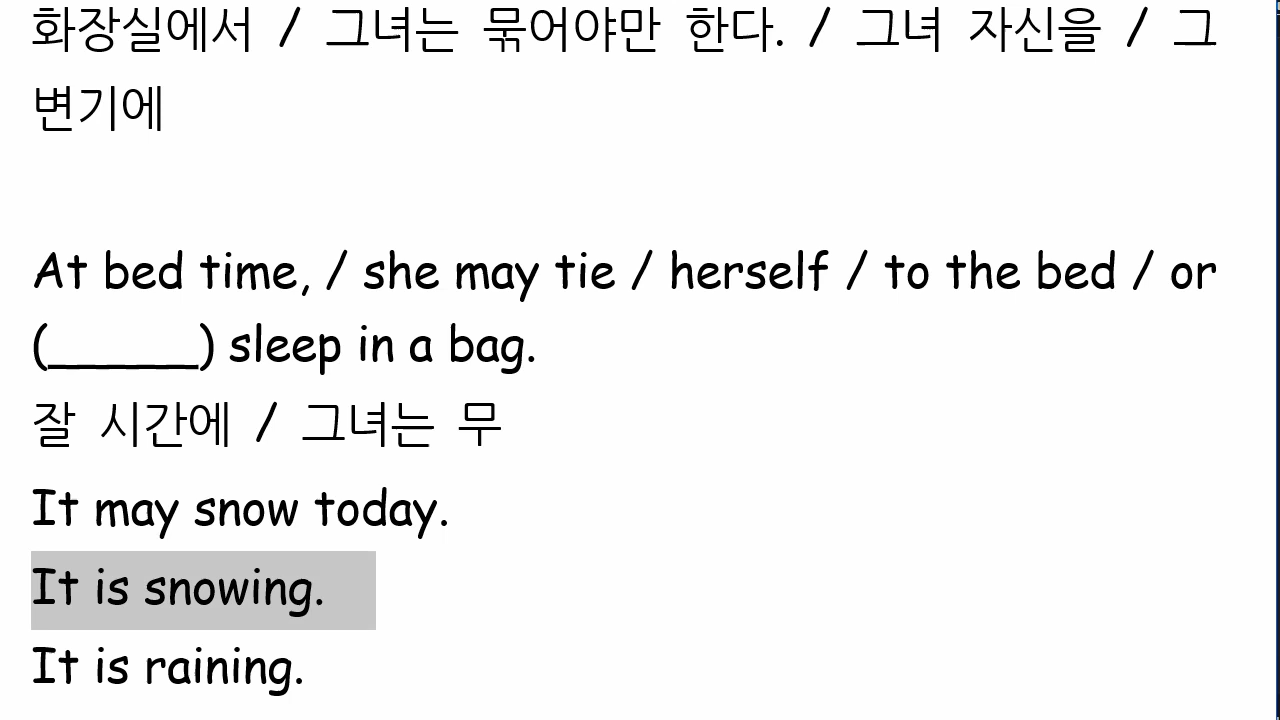 화장실에서 / 그녀는 묶어야만 한다. / 그녀 자신을 / 그
변기에
At bed time, / she may tie / herself / to the bed / or
(______) sleep in a bag.
잘 시간에 / 그녀는 무
It may snow today.
It is snowing.
It is raining.